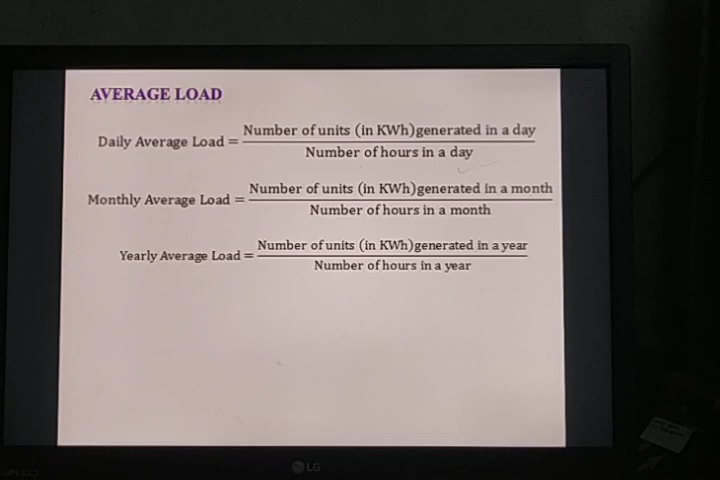 AVERAGE LOAD
Daily Average Load = Number of units (in KWh)generated in a day
Number of hours in a day
Monthly Average Load = Number of units (in KWh)generated in a month
Number of hours in a month
Yearly Average Load = Number of units (in KWh)generated in a year
Number of hours in a year
LG